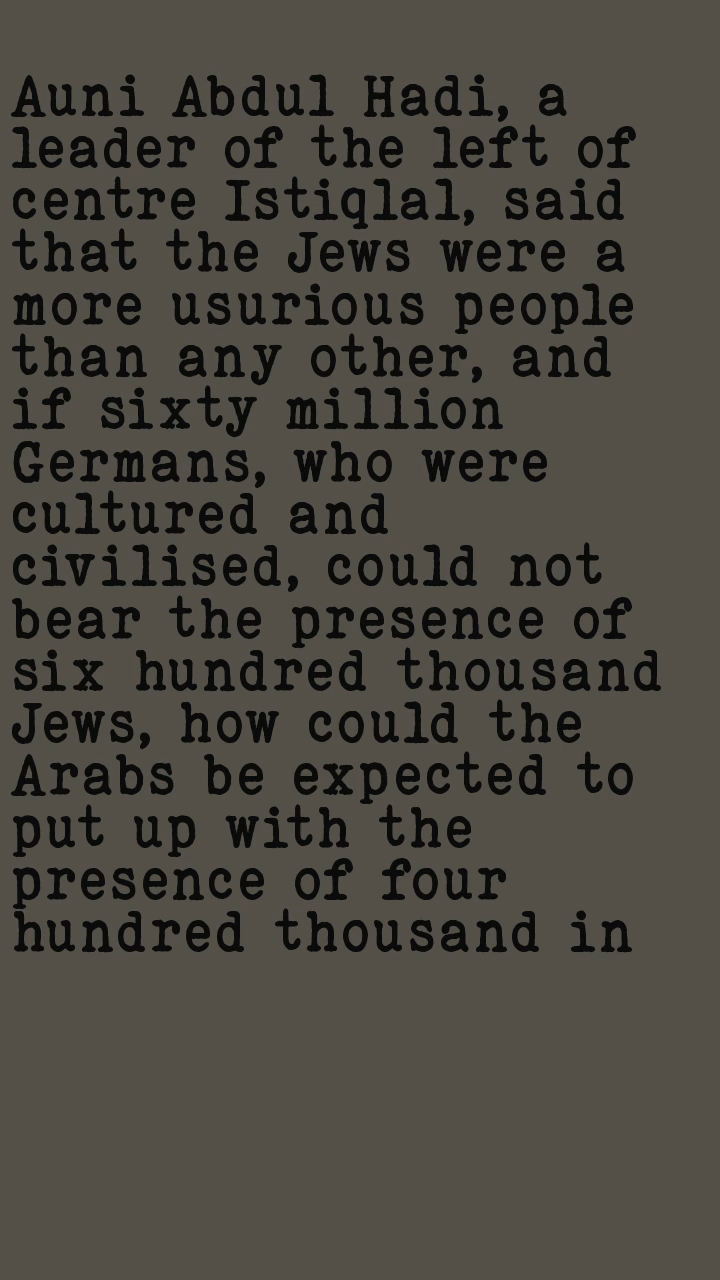 Auni Abdul Hadi, a
leader of the left of
centre Istiqlal, said
that the Jews were a
more usurious people
than any other, and
if sixty million
Germans, who were
cultured and
civilised, could not
bear the presence of
six hundred thousand
Jews, how could the
Arabs be expected to
put up with the
presence of four
hundred thousand in